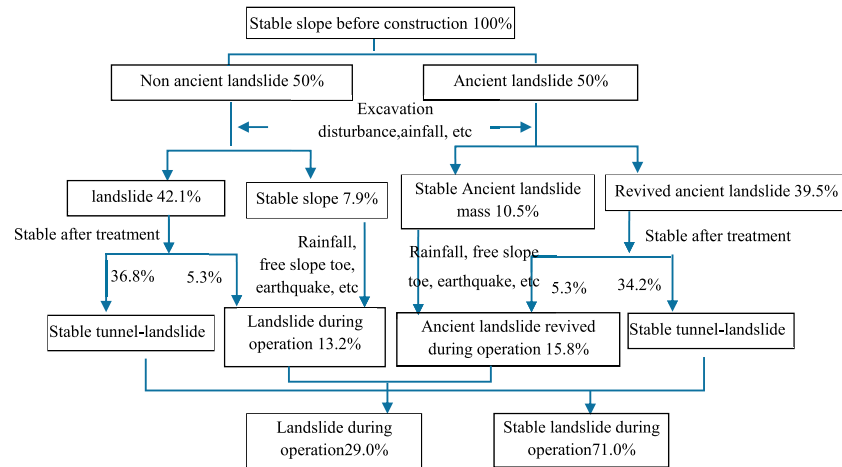 Stable slope before construction 100%
Non ancient landslide 50%
Ancient landslide 50%
Excavation
disturbance,ainfall, etc
landslide 42.1%
Stable slope 7.9%
Stable Ancient landslide
mass 10.5%
Revived ancient landslide 39.5%
Stable after treatment
Rainfall,
free slope toe,
earthquake, etc
Rainfall, free slope
toe, earthquake, etc
Stable after treatment
36.8%
5.3%
5.3%
34.2%
Stable tunnel-landslide
Landslide during
operation 13.2%
Ancient landslide revived
during operation 15.8%
Stable tunnel-landslide
Landslide during
operation29.0%
Stable landslide during
operation71.0%